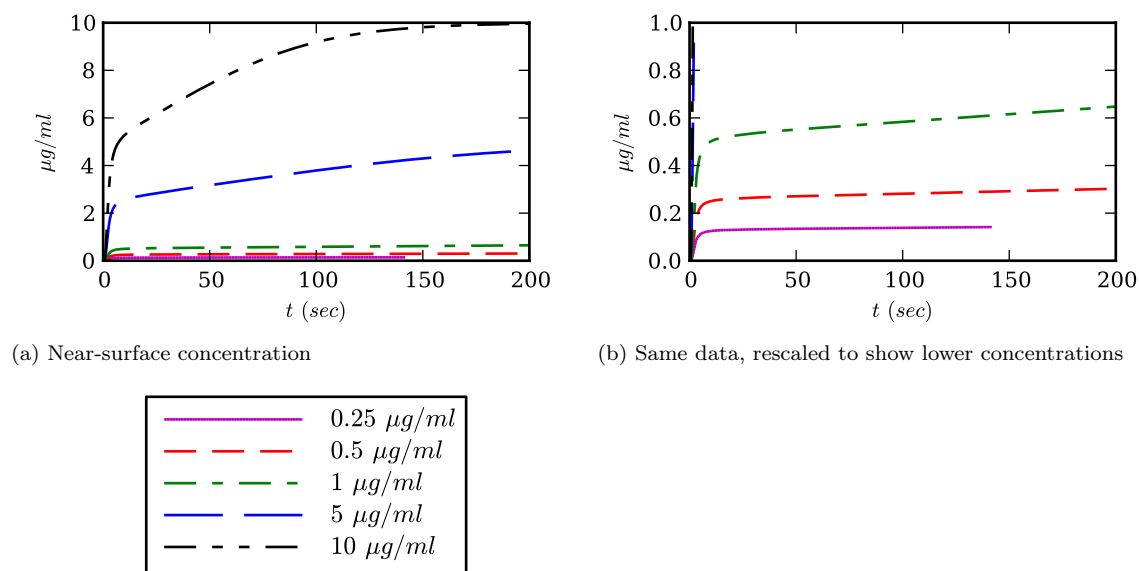 10
8
6
4
2
0
μg/ml
0 50 100 150 200
t (sec)
(a) Near-surface concentration
1.0
0.8
0.6
0.4
0.2
0.0
μg/ml
0 50 100 150 200
t (sec)
(b) Same data, rescaled to show lower concentrations
0.25 μg/ml
0.5 μg/ml
1 μg/ml
5 μg/ml
10 μg/ml